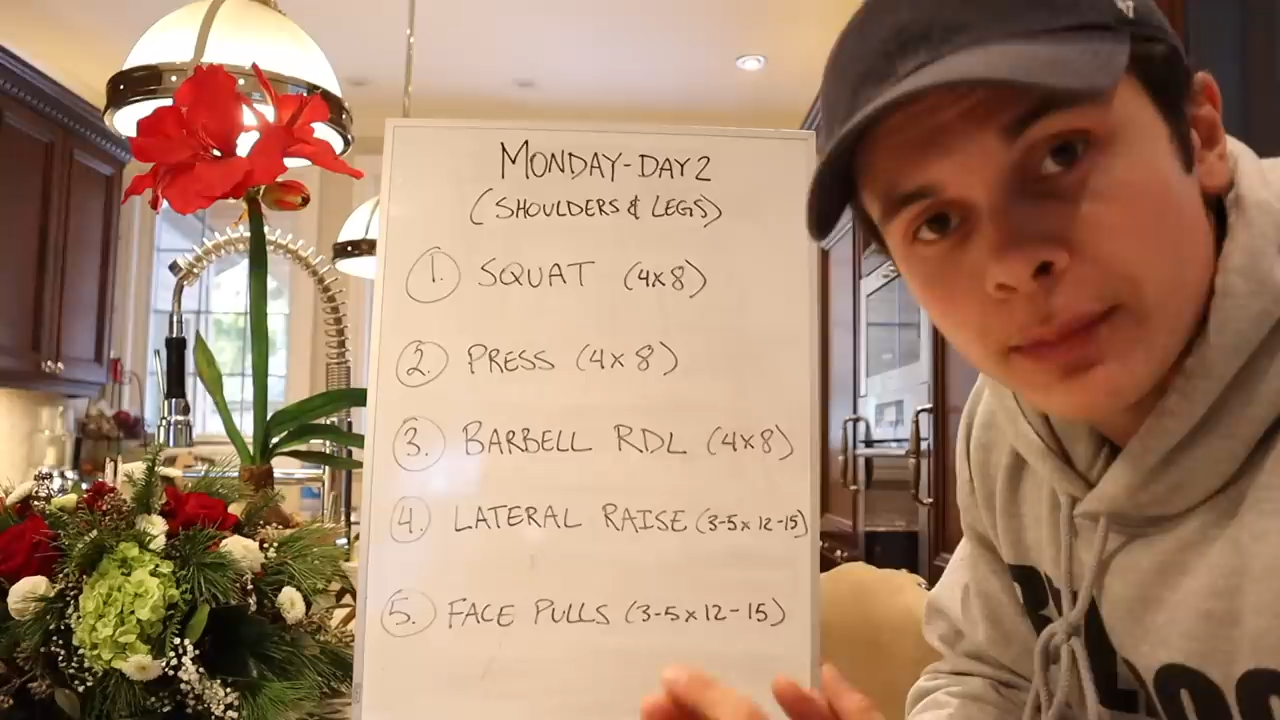 MONDAY-DAY 2
(SHOULDERS & LEGS)
1. SQUAT (4x8)
2. PRESS (4x8)
3. BARBELL RDL (4x8)
4. LATERAL RAISE (3-5x12-15)
5. FACE PULLS (3-5x12-15)